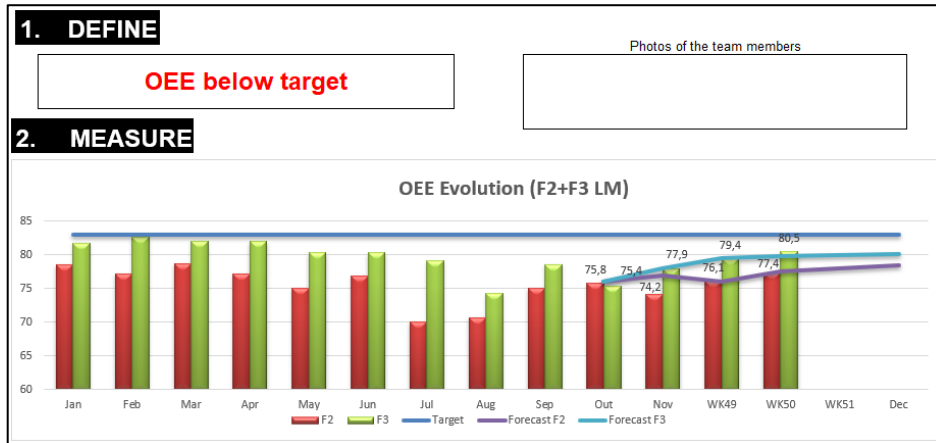 1. DEFINE
Photos of the team members
OEE below target
2. MEASURE
OEE Evolution (F2+F3 LM)
85
80
75
70
65
60
75,8
75,4
74,2
77,9
76,1
79,4
77,4
80,5
Jan Feb Mar Apr May Jun Jul Aug Sep Out Nov WK49 WK50 WK51 Dec
F2 F3 Target Forecast F2 Forecast F3